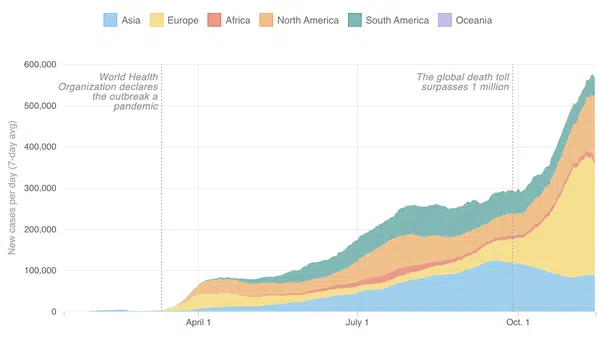 Asia Europe Africa North America South America Oceania
600,000
World Health
Organization declares
the outbreak a
pandemic
The global death toll
surpasses 1 million
500,000
400,000
300,000
200,000
100,000
0
New cases per day (7-day avg)
April 1 July 1 Oct. 1